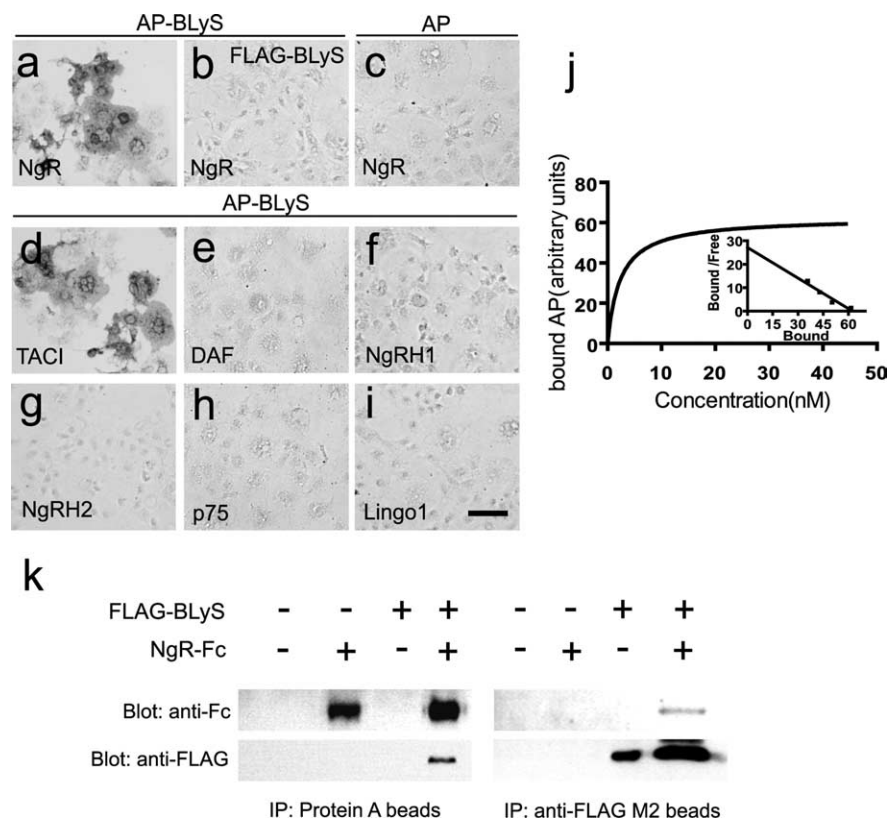 AP-BLyS AP
a b FLAG-BLyS c
NgR NgR NgR
AP-BLyS
d e f
TACI DAF NgRH1
g h i
NgRH2 p75 Lingo1
j
bound AP(arbitrary units)
80
60
40
20
0
0 10 20 30 40 50
Concentration(nM)
Bound /Free
30
20
10
0
0 15 30 45 60
Bound
k
FLAG-BLyS - - + + - - + +
NgR-Fc - + - + - + - +
Blot: anti-Fc
Blot: anti-FLAG
IP: Protein A beads IP: anti-FLAG M2 beads